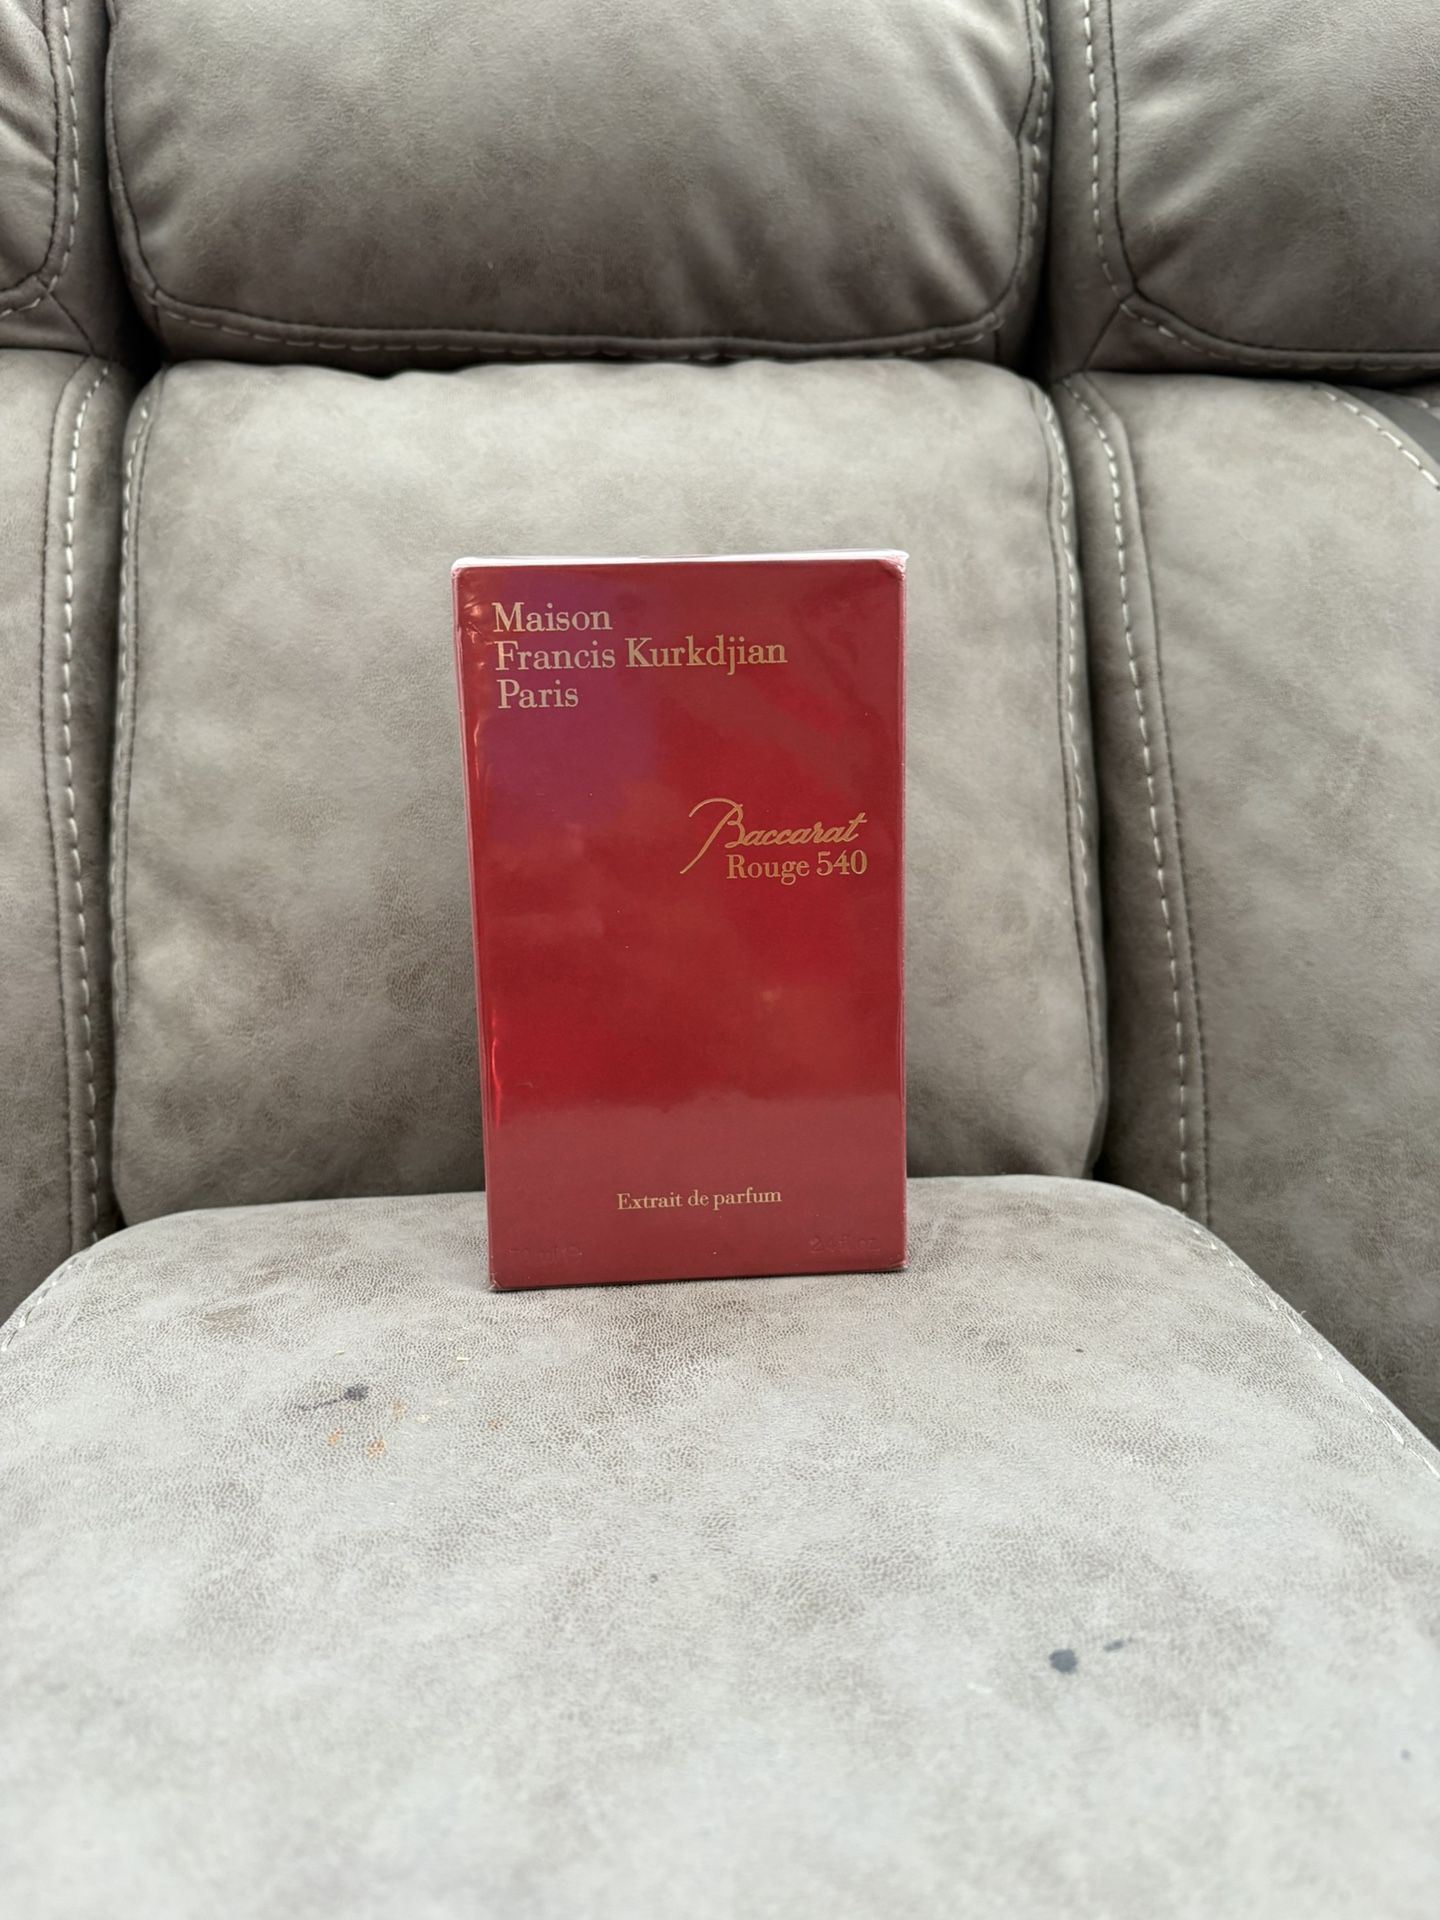 Maison
Francis Kurkdjian
Paris
Baccarat
Rouge 540
Extrait de parfum